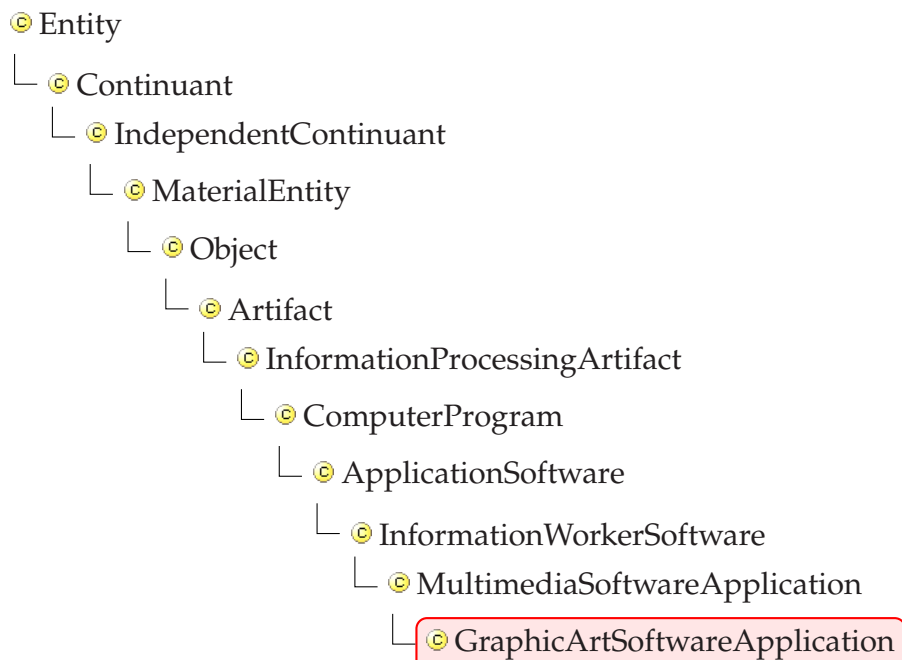 © Entity
© Continuant
© IndependentContinuant
© MaterialEntity
© Object
© Artifact
© InformationProcessingArtifact
© ComputerProgram
© ApplicationSoftware
© InformationWorkerSoftware
© MultimediaSoftwareApplication
© GraphicArtSoftwareApplication